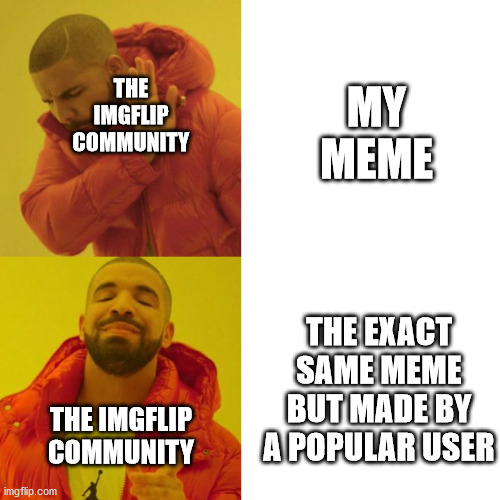 THE
IMGFLIP
COMMUNITY
MY
MEME
THE IMGFLIP
COMMUNITY
THE EXACT
SAME MEME
BUT MADE BY
A POPULAR USER
imgflip.com